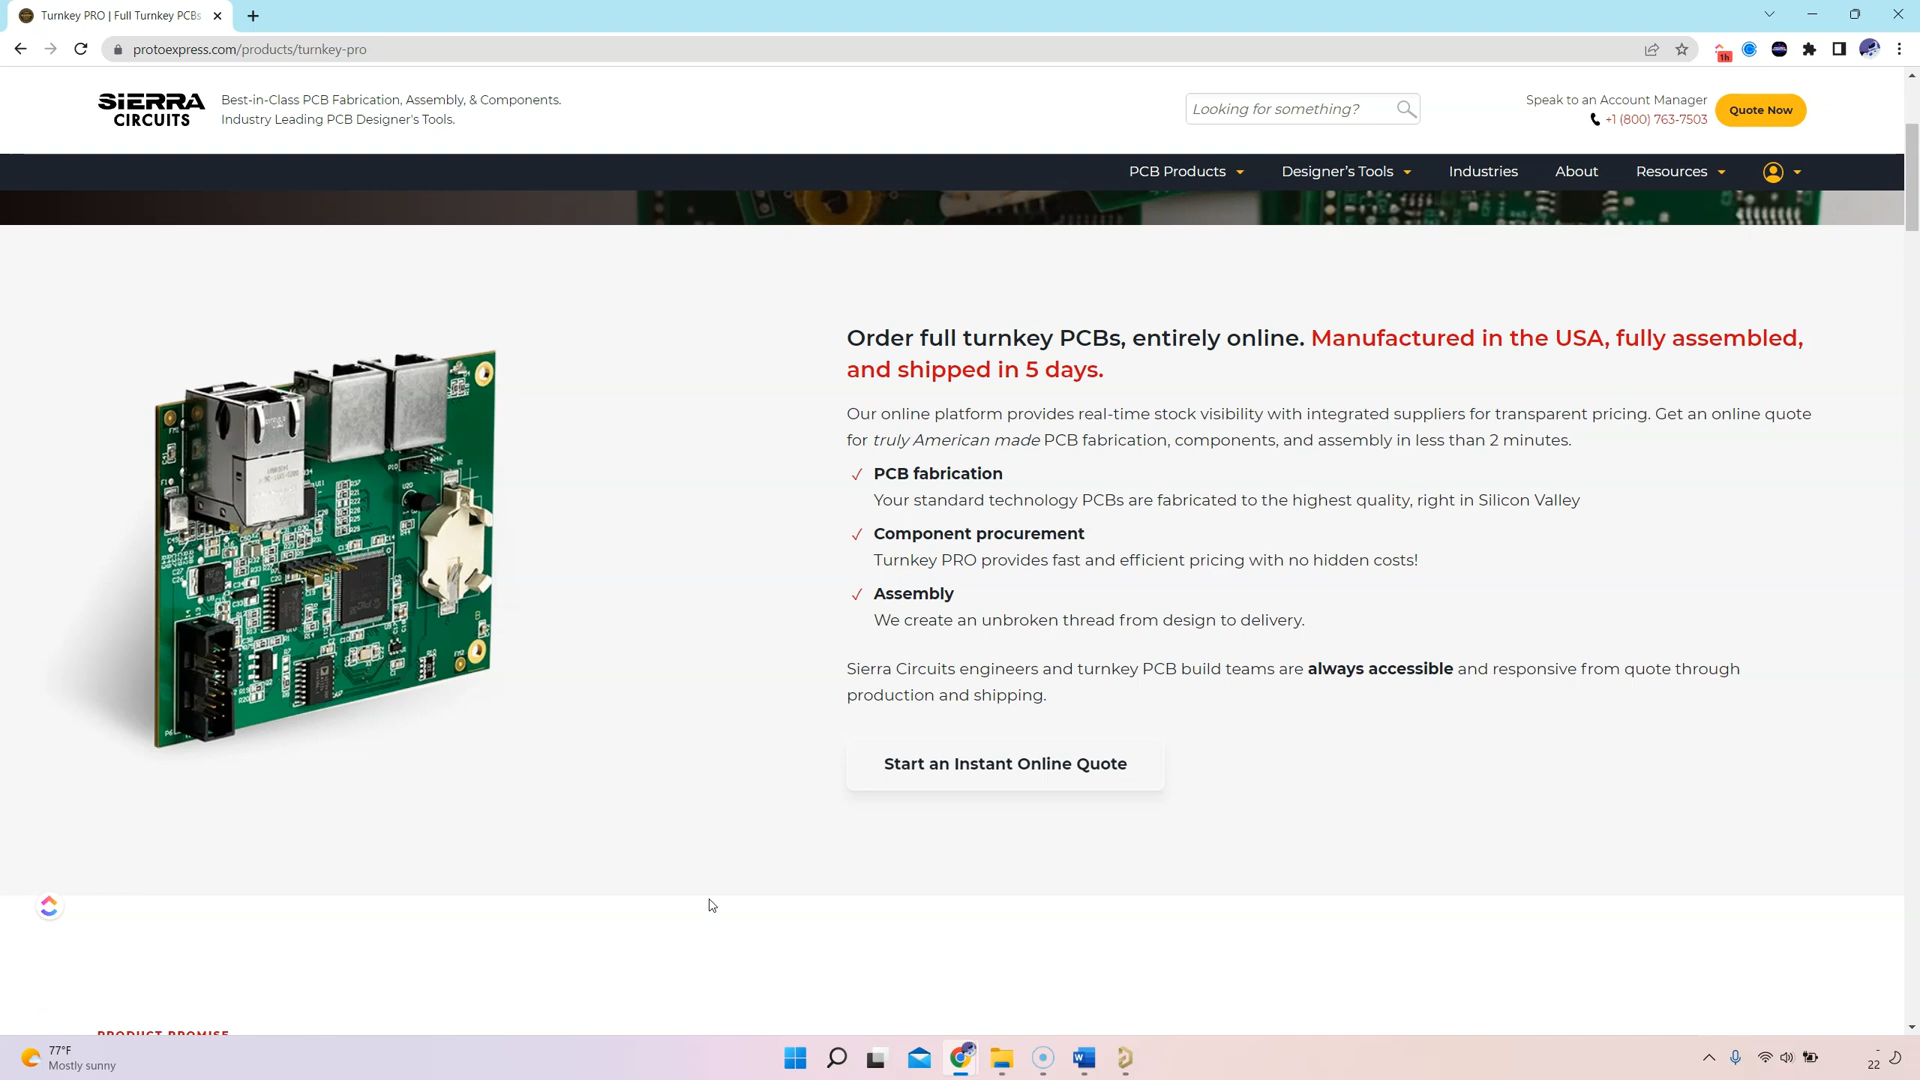 Turnkey PRO | Full Turnkey PCBs
protoexpress.com/products/turnkey-pro
1h
SIERRA
CIRCUITS
Best-in-Class PCB Fabrication, Assembly, & Components.
Industry Leading PCB Designer's Tools.
Looking for something?
Speak to an Account Manager
+1 (800) 763-7503
Quote Now
PCB Products
Designer's Tools
Industries
About
Resources
Order full turnkey PCBs, entirely online. Manufactured in the USA, fully assembled,
and shipped in 5 days.
Our online platform provides real-time stock visibility with integrated suppliers for transparent pricing. Get an online quote
for truly American made PCB fabrication, components, and assembly in less than 2 minutes.
PCB fabrication
Your standard technology PCBs are fabricated to the highest quality, right in Silicon Valley
Component procurement
Turnkey PRO provides fast and efficient pricing with no hidden costs!
Assembly
We create an unbroken thread from design to delivery.
Sierra Circuits engineers and turnkey PCB build teams are always accessible and responsive from quote through
production and shipping.
Start an Instant Online Quote
PRODUCT PROMISE
77°F
Mostly sunny
22